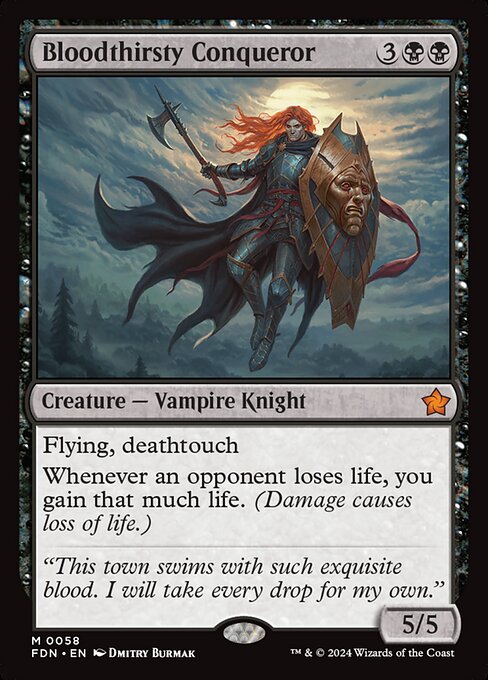 Bloodthirsty Conqueror 3
Creature — Vampire Knight
Flying, deathtouch
Whenever an opponent loses life, you
gain that much life. (Damage causes
loss of life.)
“This town swims with such exquisite
blood. I will take every drop for my own.”
5/5
M 0058
FDN • EN Dmitry Burmak
™ & © 2024 Wizards of the Coast